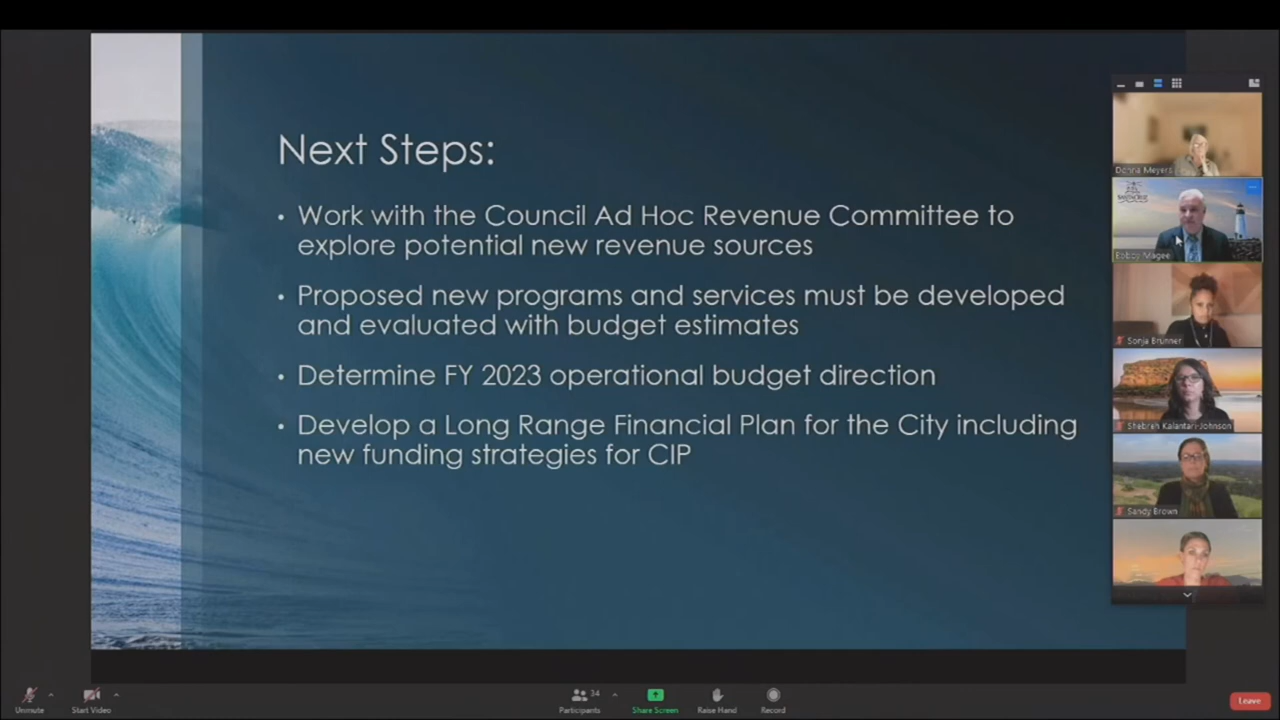 Next Steps:
• Work with the Council Ad Hoc Revenue Committee to
explore potential new revenue sources
• Proposed new programs and services must be developed
and evaluated with budget estimates
• Determine FY 2023 operational budget direction
• Develop a Long Range Financial Plan for the City including
new funding strategies for CIP
Donna Meyers
Bobby Magee
Sonja Brunner
Shebreh Kalantari-Johnson
Sandy Brown
Unmute
Start Video
34
Participants
Share Screen
Raise Hand
Record
Leave